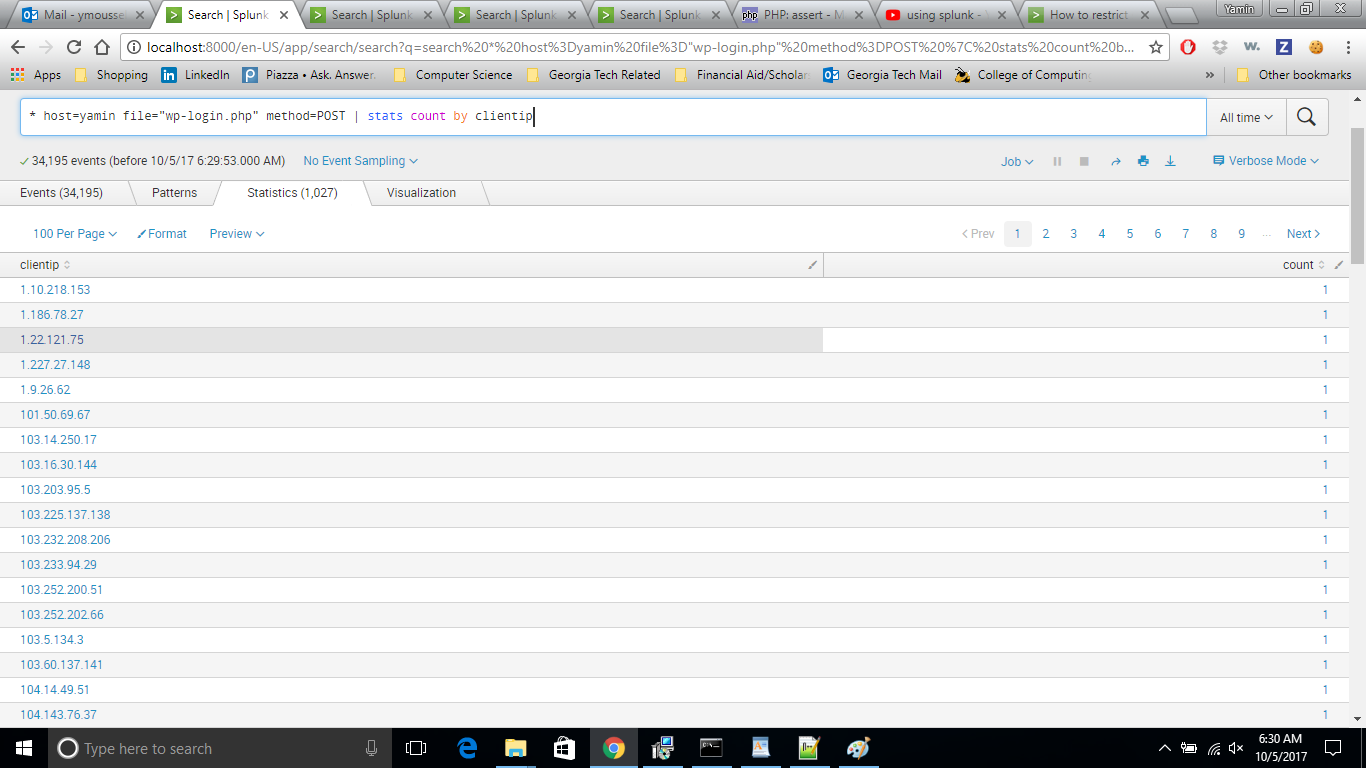 Mail - ymousse Search | Splunk Search | Splunk Search | Splunk Search | Splunk PHP: assert - M using splunk - Y How to restrict Yamin
localhost:8000/en-US/app/search/search?q=search%20*%20host%3Dyamin%20file%3D"wp-login.php"%20method%3DPOST%20%7C%20stats%20count%20b...
Apps Shopping LinkedIn Piazza • Ask. Answer. Computer Science Georgia Tech Related Financial Aid/Scholar Georgia Tech Mail College of Computing » Other bookmarks
* host=yamin file="wp-login.php" method=POST | stats count by clientip All time
34,195 events (before 10/5/17 6:29:53.000 AM) No Event Sampling Job Verbose Mode
Events (34,195) Patterns Statistics (1,027) Visualization
100 Per Page Format Preview < Prev 1 2 3 4 5 6 7 8 9 ... Next >
clientip count
1.10.218.153 1
1.186.78.27 1
1.22.121.75 1
1.227.27.148 1
1.9.26.62 1
101.50.69.67 1
103.14.250.17 1
103.16.30.144 1
103.203.95.5 1
103.225.137.138 1
103.232.208.206 1
103.233.94.29 1
103.252.200.51 1
103.252.202.66 1
103.5.134.3 1
103.60.137.141 1
104.14.49.51 1
104.143.76.37 1
Type here to search 6:30 AM
10/5/2017